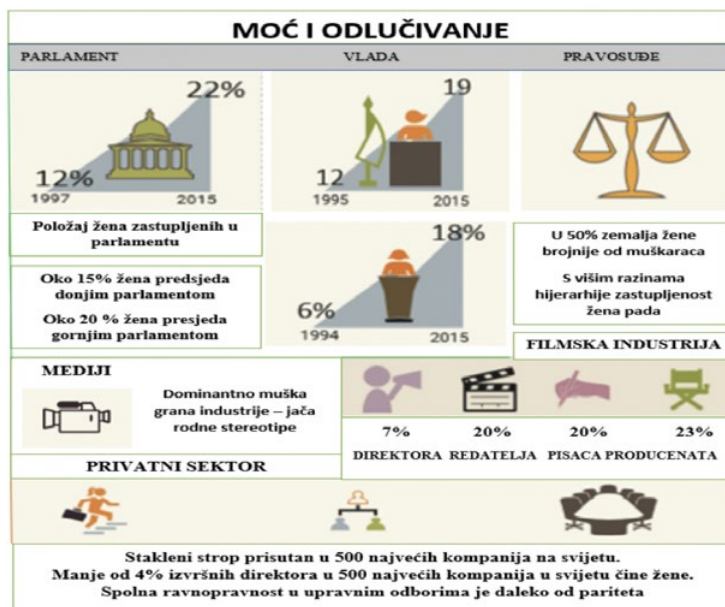 MOĆ I ODLUČIVANJE
PARLAMENT
VLADA
PRAVOSUĐE
22%
12%
1997
2015
19
12
1995
2015
Položaj žena zastupljenih u
parlamentu
Oko 15% žena predsjeda
donjim parlamentom
Oko 20 % žena presjeda
gornjim parlamentom
18%
6%
1994
2015
U 50% zemalja žene
brojnije od muškaraca
S višim razinama
hijerarhije zastupljenost
žena pada
FILMSKA INDUSTRIJA
MEDIJI
Dominantno muška
grana industrije – jača
rodne stereotipe
7% 20% 20% 23%
DIREKTORA REDATELJA PISACA PRODUCENATA
PRIVATNI SEKTOR
Stakleni strop prisutan u 500 najvećih kompanija na svijetu.
Manje od 4% izvršnih direktora u 500 najvećih kompanija u svijetu čine žene.
Spolna ravnopravnost u upravnim odborima je daleko od pariteta